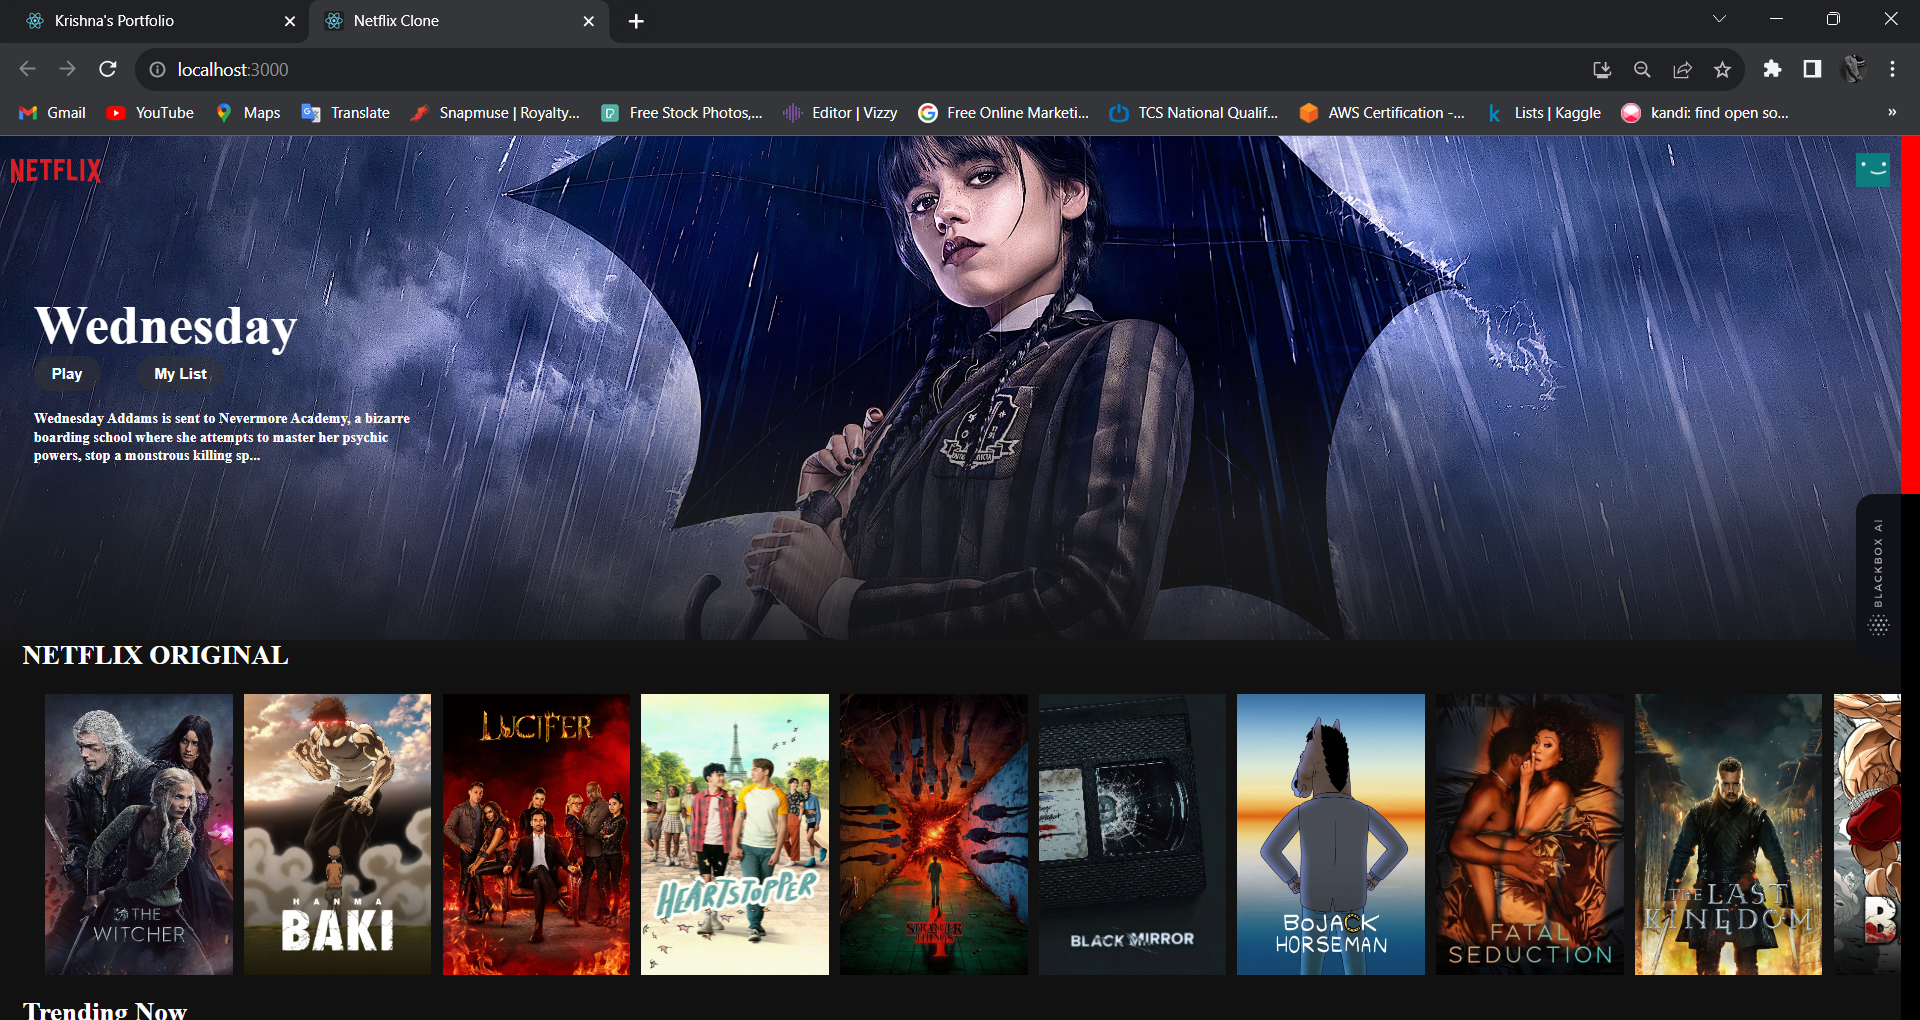 Krishna's Portfolio
Netflix Clone
localhost:3000
Gmail
YouTube
Maps
Translate
Snapmuse | Royalty...
Free Stock Photos,...
Editor | Vizzy
Free Online Marketi...
TCS National Qualif...
AWS Certification -...
Lists | Kaggle
kandi: find open so...
»
NETFLIX
Wednesday
Play
My List
Wednesday Addams is sent to Nevermore Academy, a bizarre
boarding school where she attempts to master her psychic
powers, stop a monstrous killing sp...
BLACKBOX AI
NETFLIX ORIGINAL
THE
WITCHER
HANMA
BAKI
LUCIFER
HEARTSTOPPER
STRANGER
THINGS
4
BLACK MIRROR
BOJACK
HORSEMAN
FATAL
SEDUCTION
THE LAST
KINGDOM
B
Trending Now